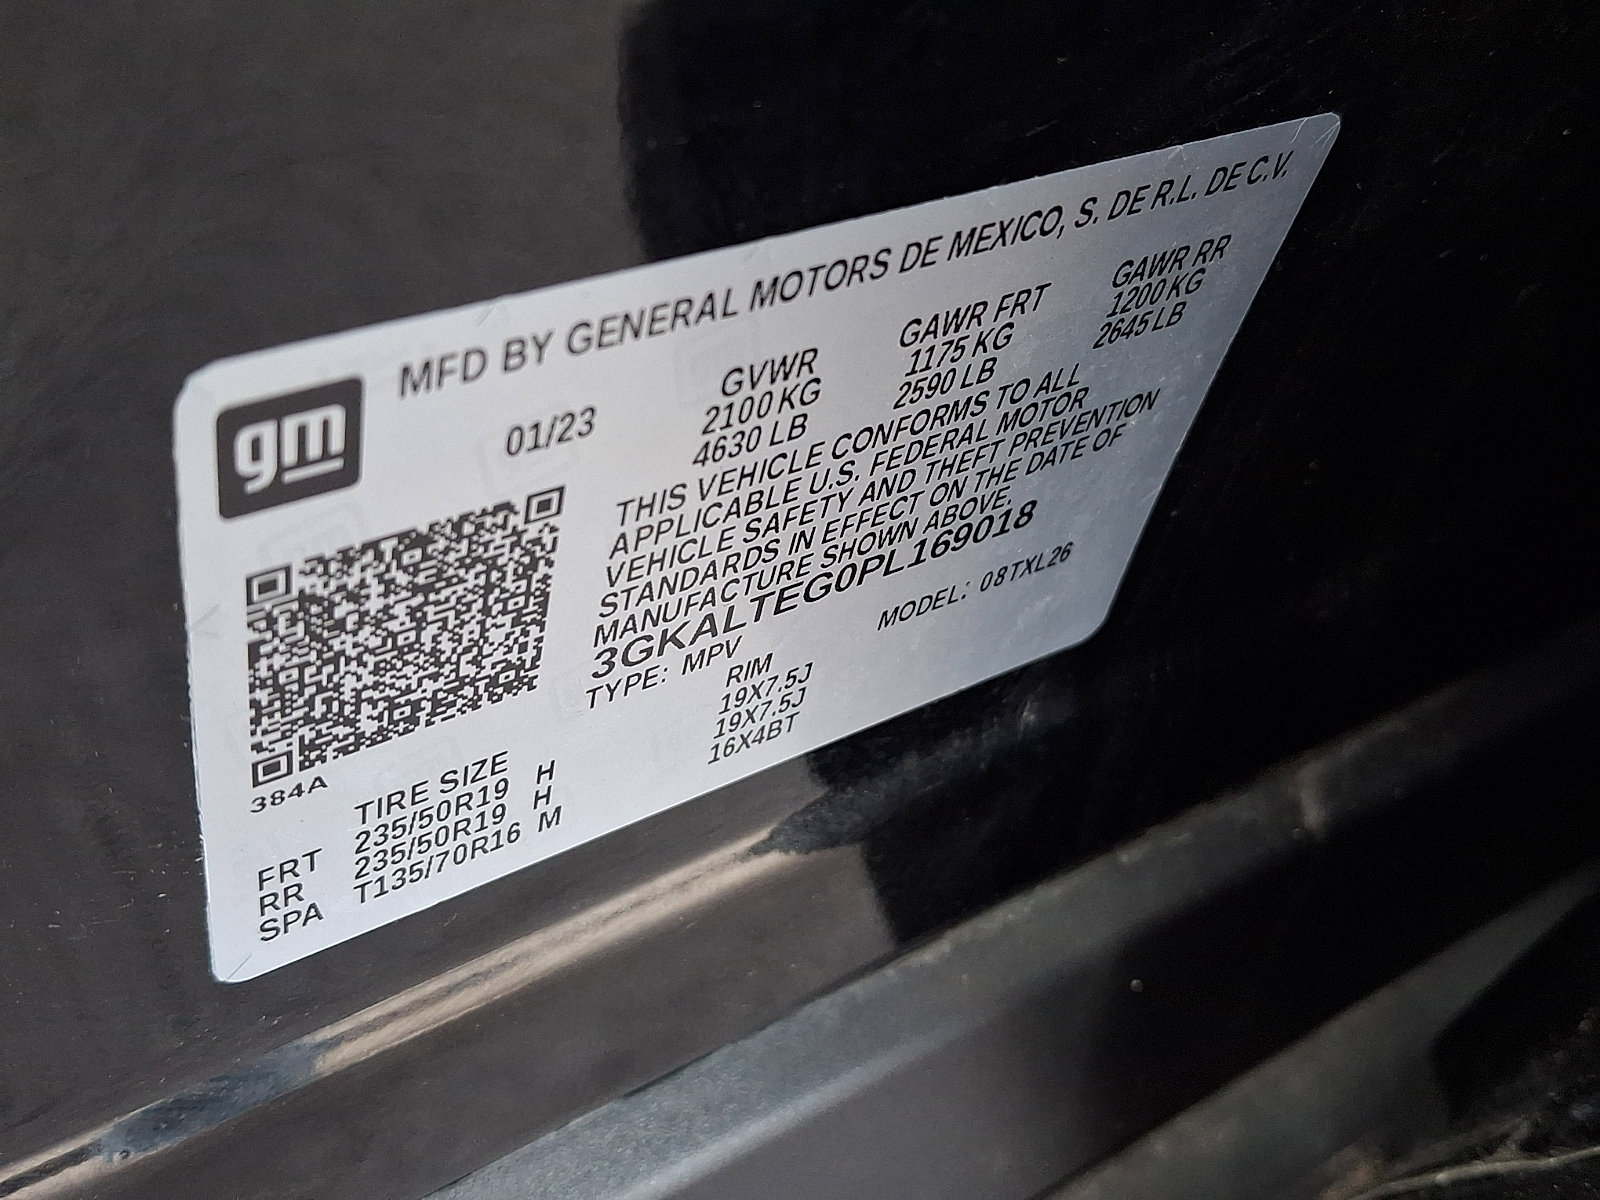 gm
MFD BY GENERAL MOTORS DE MEXICO, S. DE R.L. DE C.V.
01/23
GVWR GAWR FRT GAWR RR
2100 KG 1175 KG 1200 KG
4630 LB 2590 LB 2645 LB
THIS VEHICLE CONFORMS TO ALL
APPLICABLE U.S. FEDERAL MOTOR
VEHICLE SAFETY AND THEFT PREVENTION
STANDARDS IN EFFECT ON THE DATE OF
MANUFACTURE SHOWN ABOVE.
3GKALTEG0PL169018
TYPE: MPV MODEL: 08TXL26
384A
TIRE SIZE RIM
FRT 235/50R19 H 19X7.5J
RR 235/50R19 H 19X7.5J
SPA T135/70R16 M 16X4BT